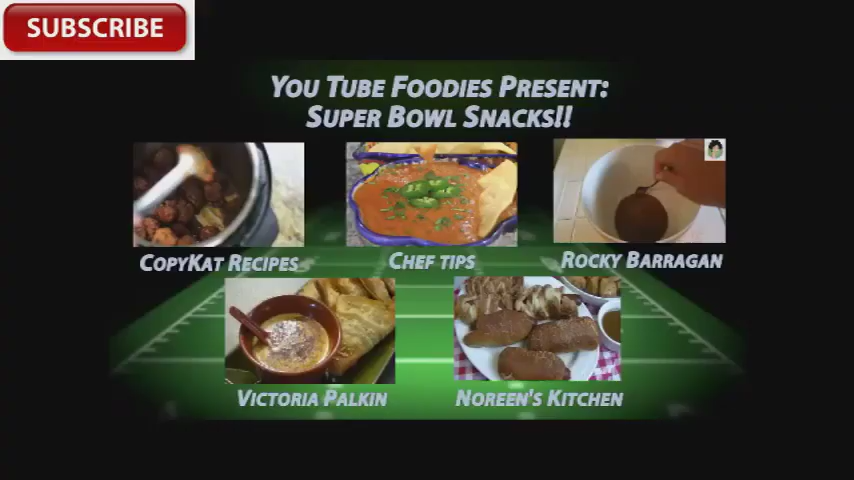 SUBSCRIBE
YOU TUBE FOODIES PRESENT:
SUPER BOWL SNACKS!!
COPYKAT RECIPES
CHEF TIPS
ROCKY BARRAGAN
VICTORIA PALKIN
NOREEN'S KITCHEN